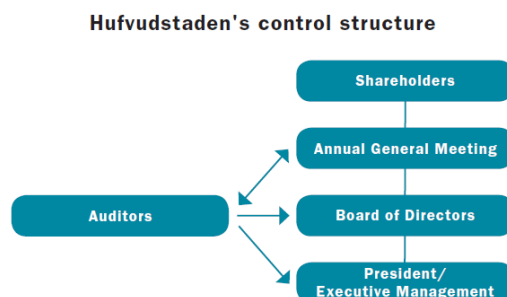 Hufvudstaden's control structure
Shareholders
Annual General Meeting
Auditors
Board of Directors
President/
Executive Management